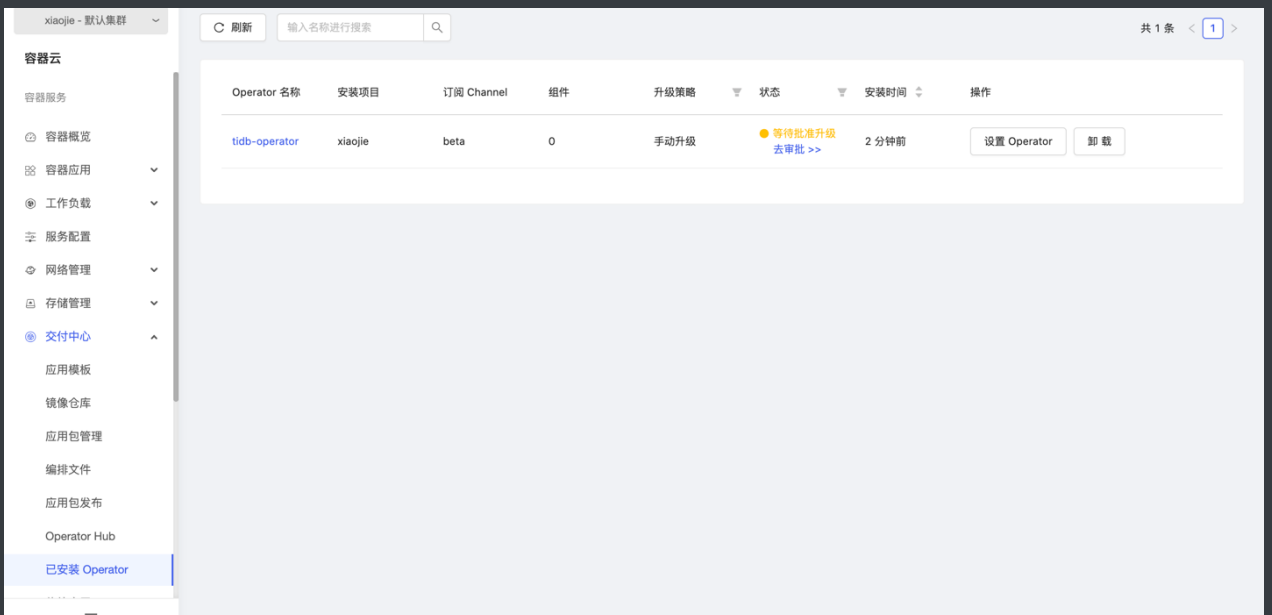 xiaojie - 默认集群
刷新
输入名称进行搜索
共 1 条
1
容器云
容器服务
容器概览
容器应用
工作负载
服务配置
网络管理
存储管理
交付中心
应用模板
镜像仓库
应用包管理
编排文件
应用包发布
Operator Hub
已安装 Operator
Operator 名称 安装项目 订阅 Channel 组件 升级策略 状态 安装时间 操作
tidb-operator xiaojie beta 0 手动升级 等待批准升级 2 分钟前 设置 Operator 卸 载
去审批 >>